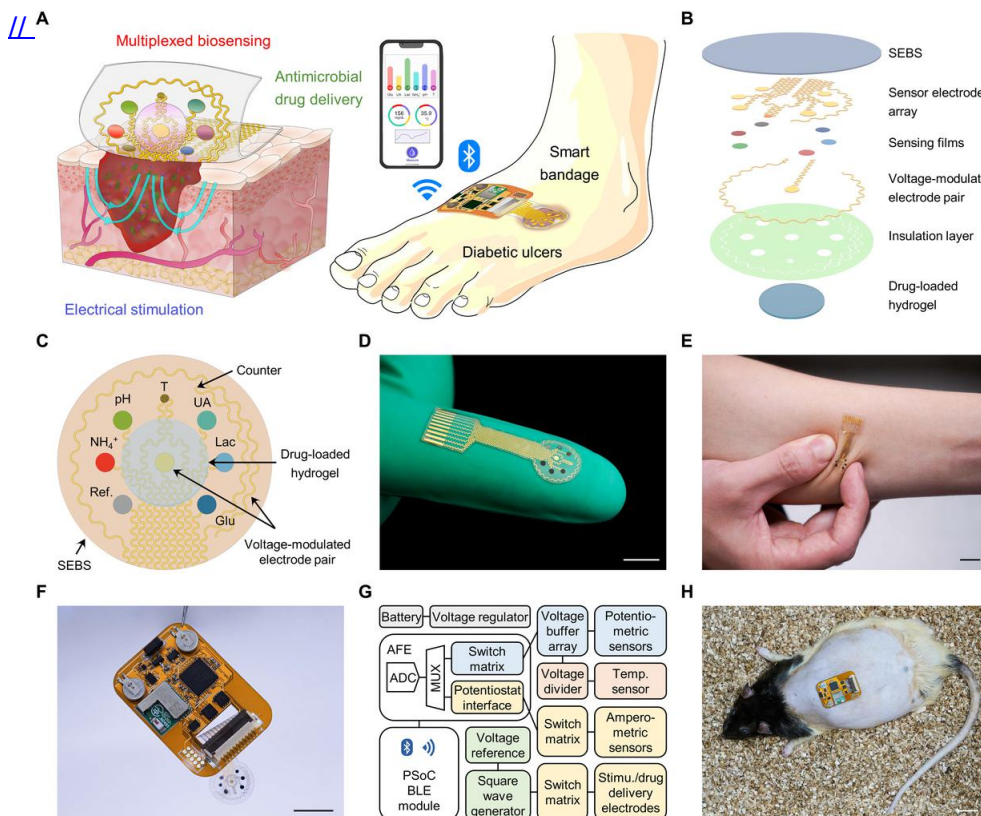 //
A
Multiplexed biosensing
Antimicrobial
drug delivery
Smart
bandage
Diabetic ulcers
Electrical stimulation
B
SEBS
Sensor electrode
array
Sensing films
Voltage-modulated
electrode pair
Insulation layer
Drug-loaded
hydrogel
C
Counter
T
pH
UA
NH₄⁺
Lac
Drug-loaded
hydrogel
Ref.
Glu
Voltage-modulated
electrode pair
SEBS
D
E
F
G
Battery
Voltage regulator
Voltage
buffer
array
Potentio-
metric
sensors
AFE
ADC
MUX
Switch
matrix
Potentiostat
interface
Voltage
divider
Temp.
sensor
Switch
matrix
Ampero-
metric
sensors
PSoC
BLE
module
Voltage
reference
Square
wave
generator
Switch
matrix
Stimu./drug
delivery
electrodes
H